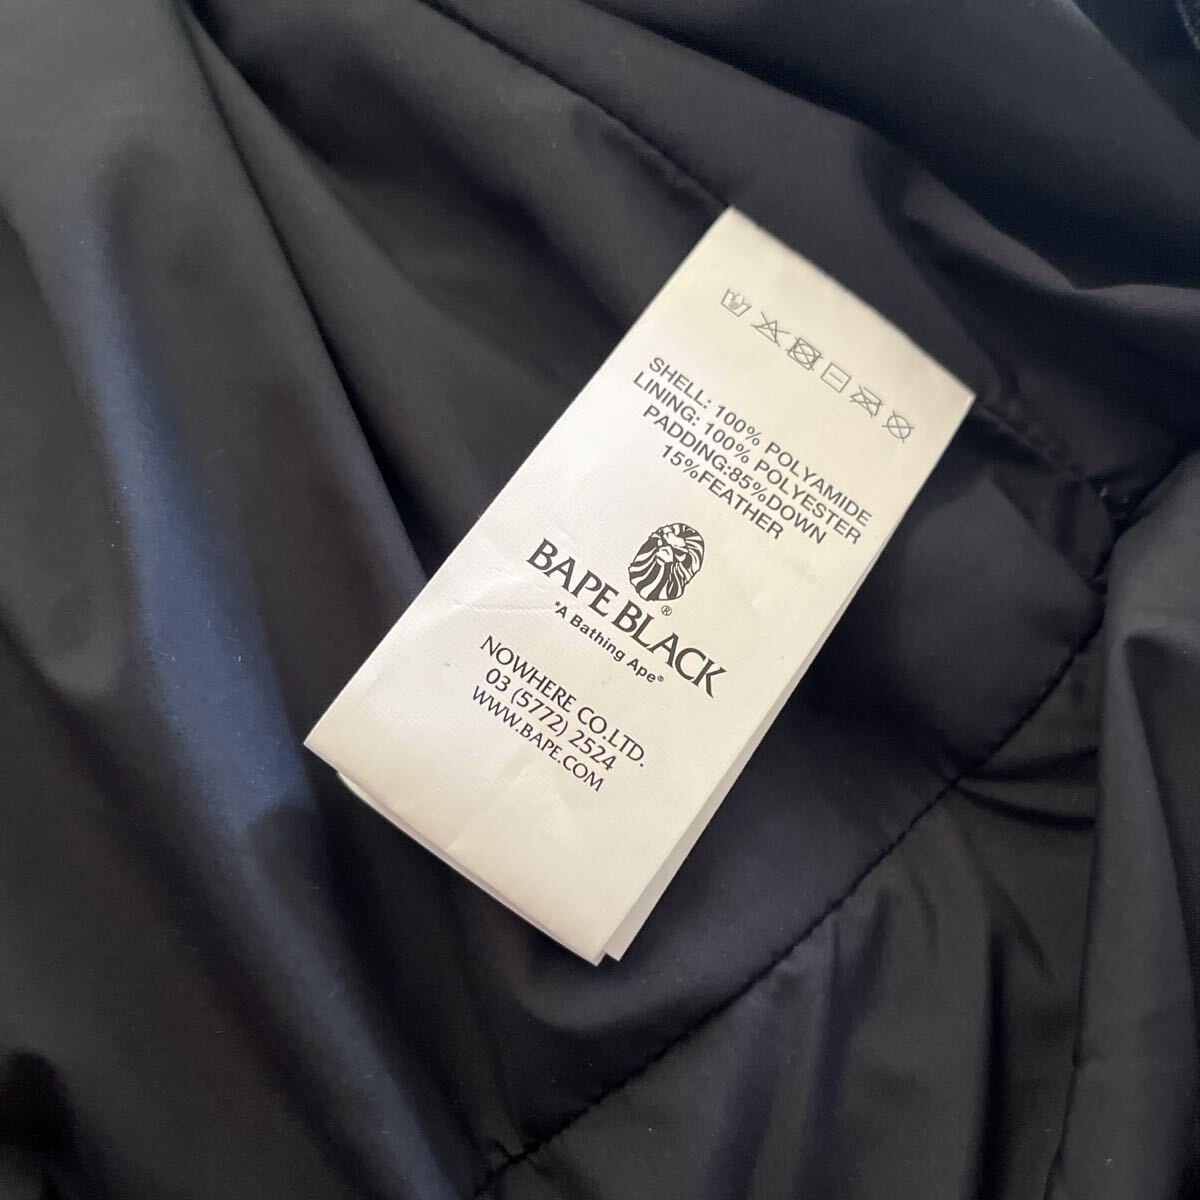 SHELL: 100% POLYAMIDE
LINING: 100% POLYESTER
PADDING:85%DOWN
15%FEATHER
®
BAPE BLACK
*A Bathing Ape®
NOWHERE CO.LTD.
03 (5772) 2524
WWW.BAPE.COM